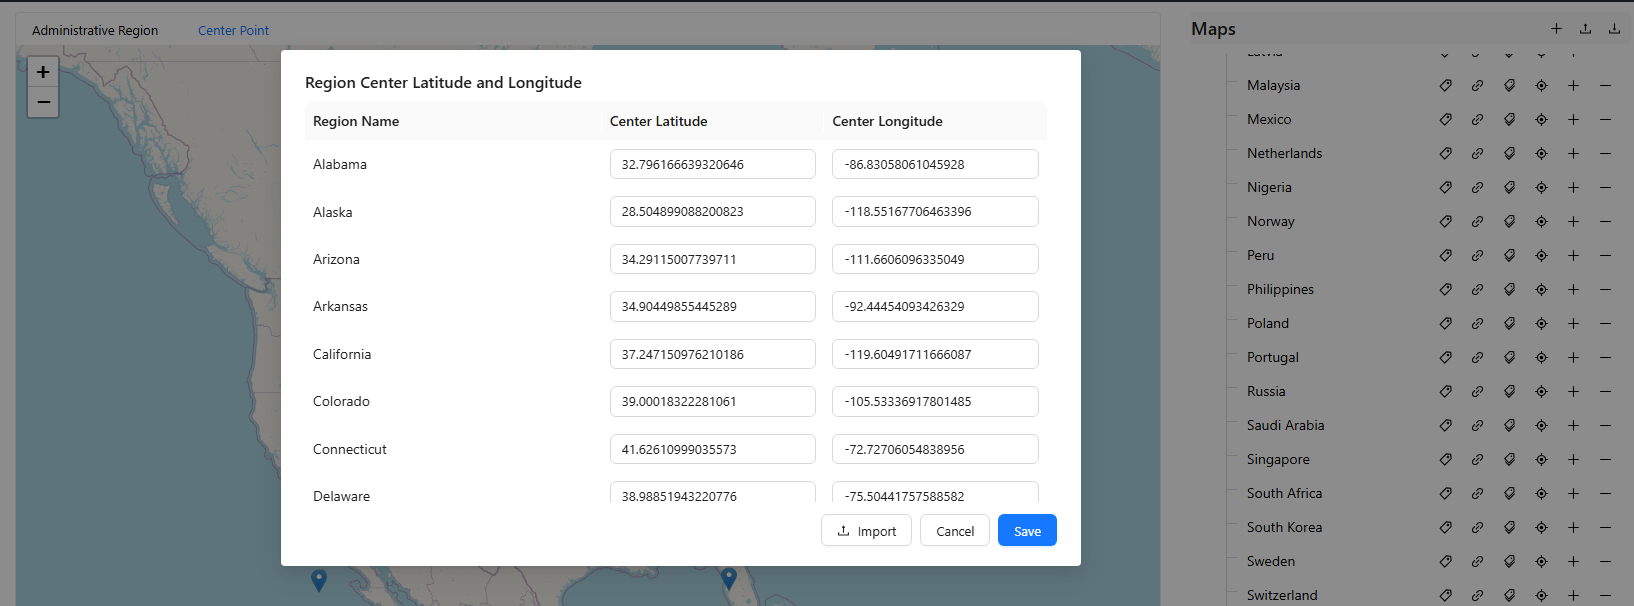 Administrative Region Center Point
+
−
Region Center Latitude and Longitude
Region Name Center Latitude Center Longitude
Alabama 32.796166639320646 -86.83058061045928
Alaska 28.504899088200823 -118.55167706463396
Arizona 34.29115007739711 -111.6606096335049
Arkansas 34.90449855445289 -92.44454093426329
California 37.247150976210186 -119.60491711666087
Colorado 39.00018322281061 -105.53336917801485
Connecticut 41.62610999035573 -72.72706054838956
Delaware 38.98851943220776 -75.50441757588582
Import Cancel Save
Maps
Latvia
Malaysia
Mexico
Netherlands
Nigeria
Norway
Peru
Philippines
Poland
Portugal
Russia
Saudi Arabia
Singapore
South Africa
South Korea
Sweden
Switzerland